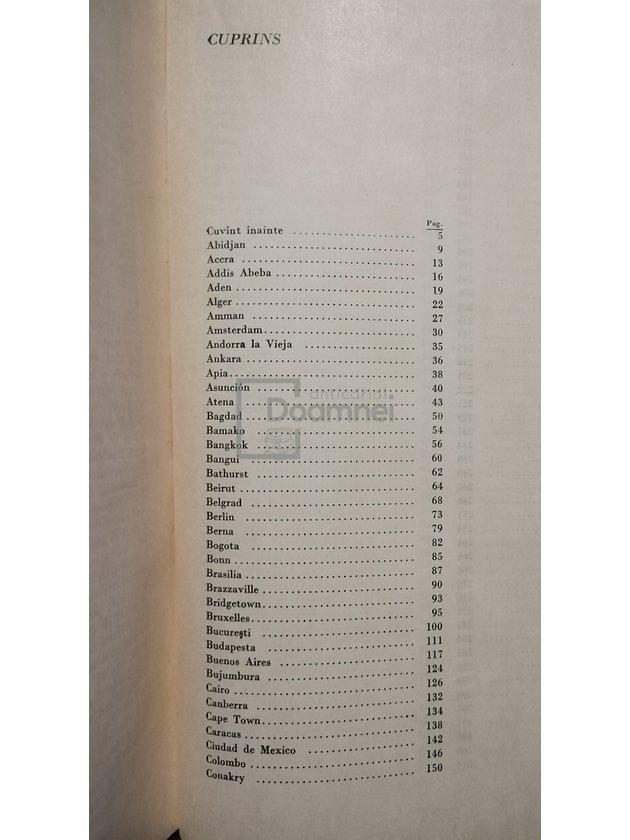 CUPRINS
Pag.
Cuvînt înainte .................... 5
Abidjan .................... 9
Accra .................... 13
Addis Abeba .................... 16
Aden .................... 19
Alger .................... 22
Amman .................... 27
Amsterdam .................... 30
Andorra la Vieja .................... 35
Ankara .................... 36
Apia .................... 38
Asunción .................... 40
anticariat
Atena .................... 43
Doamnei
Bagdad .................... 50
Bamako .................... 54
Bangkok .................... 56
Bangui .................... 60
Bathurst .................... 62
Beirut .................... 64
Belgrad .................... 68
Berlin .................... 73
Berna .................... 79
Bogota .................... 82
Bonn .................... 85
Brasilia .................... 87
Brazzaville .................... 90
Bridgetown .................... 93
Bruxelles .................... 95
Bucureşti .................... 100
Budapesta .................... 111
Buenos Aires .................... 117
Bujumbura .................... 124
Cairo .................... 126
Canberra .................... 132
Cape Town .................... 134
Caracas .................... 138
Ciudad de Mexico .................... 142
Colombo .................... 146
Conakry .................... 150